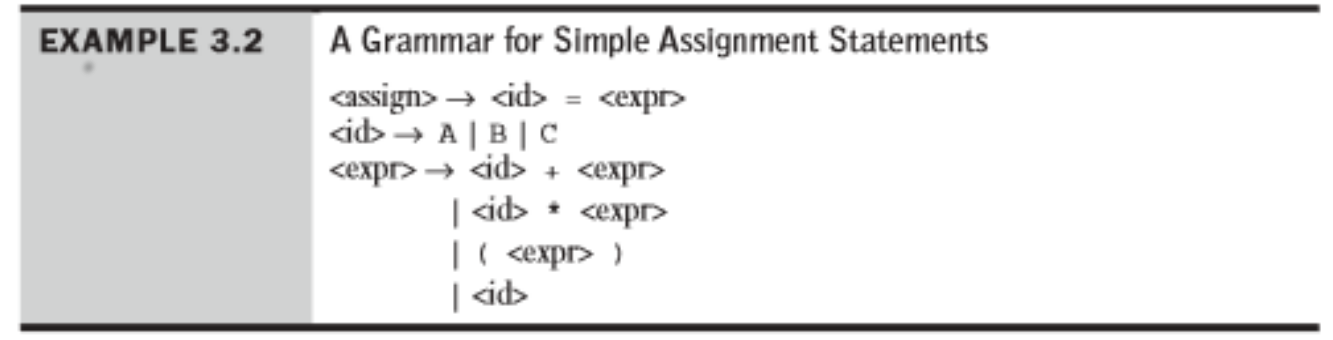 EXAMPLE 3.2 A Grammar for Simple Assignment Statements
<assign> → <id> = <expr>
<id> → A | B | C
<expr> → <id> + <expr>
| <id> * <expr>
| ( <expr> )
| <id>